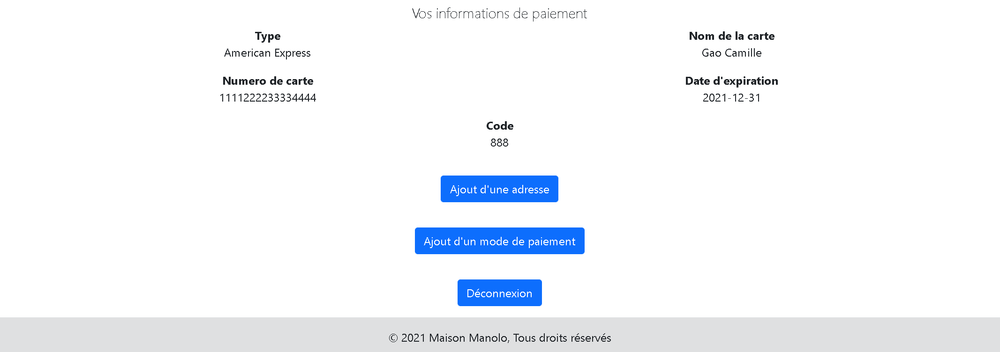 Vos informations de paiement
Type
American Express
Nom de la carte
Gao Camille
Numero de carte
1111222233334444
Date d'expiration
2021-12-31
Code
888
Ajout d'une adresse
Ajout d'un mode de paiement
Déconnexion
© 2021 Maison Manolo, Tous droits réservés